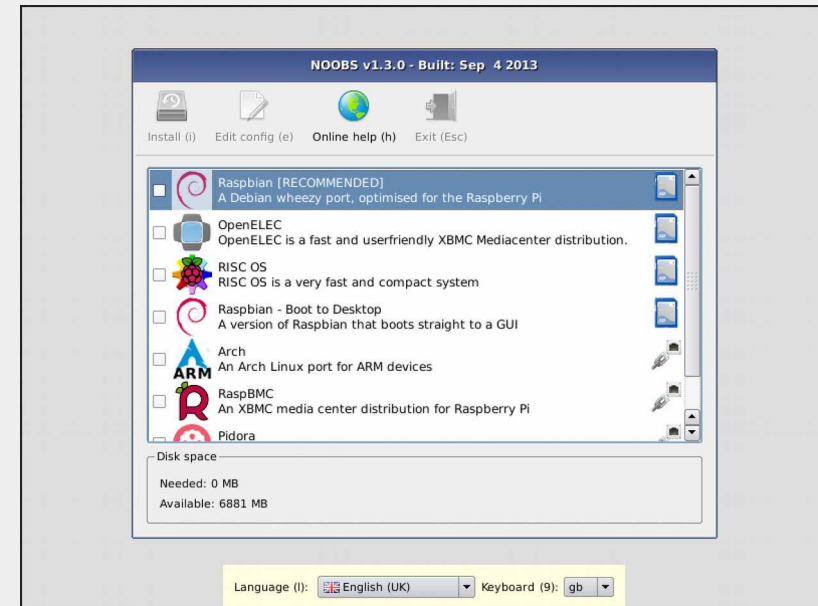 NOOBS v1.3.0 - Built: Sep  4 2013
Install (i) Edit config (e) Online help (h) Exit (Esc)
Raspbian [RECOMMENDED]
A Debian wheezy port, optimised for the Raspberry Pi
OpenELEC
OpenELEC is a fast and userfriendly XBMC Mediacenter distribution.
RISC OS
RISC OS is a very fast and compact system
Raspbian - Boot to Desktop
A version of Raspbian that boots straight to a GUI
Arch
ARM An Arch Linux port for ARM devices
RaspBMC
An XBMC media center distribution for Raspberry Pi
Pidora
Disk space
Needed: 0 MB
Available: 6881 MB
Language (l): English (UK) Keyboard (9): gb